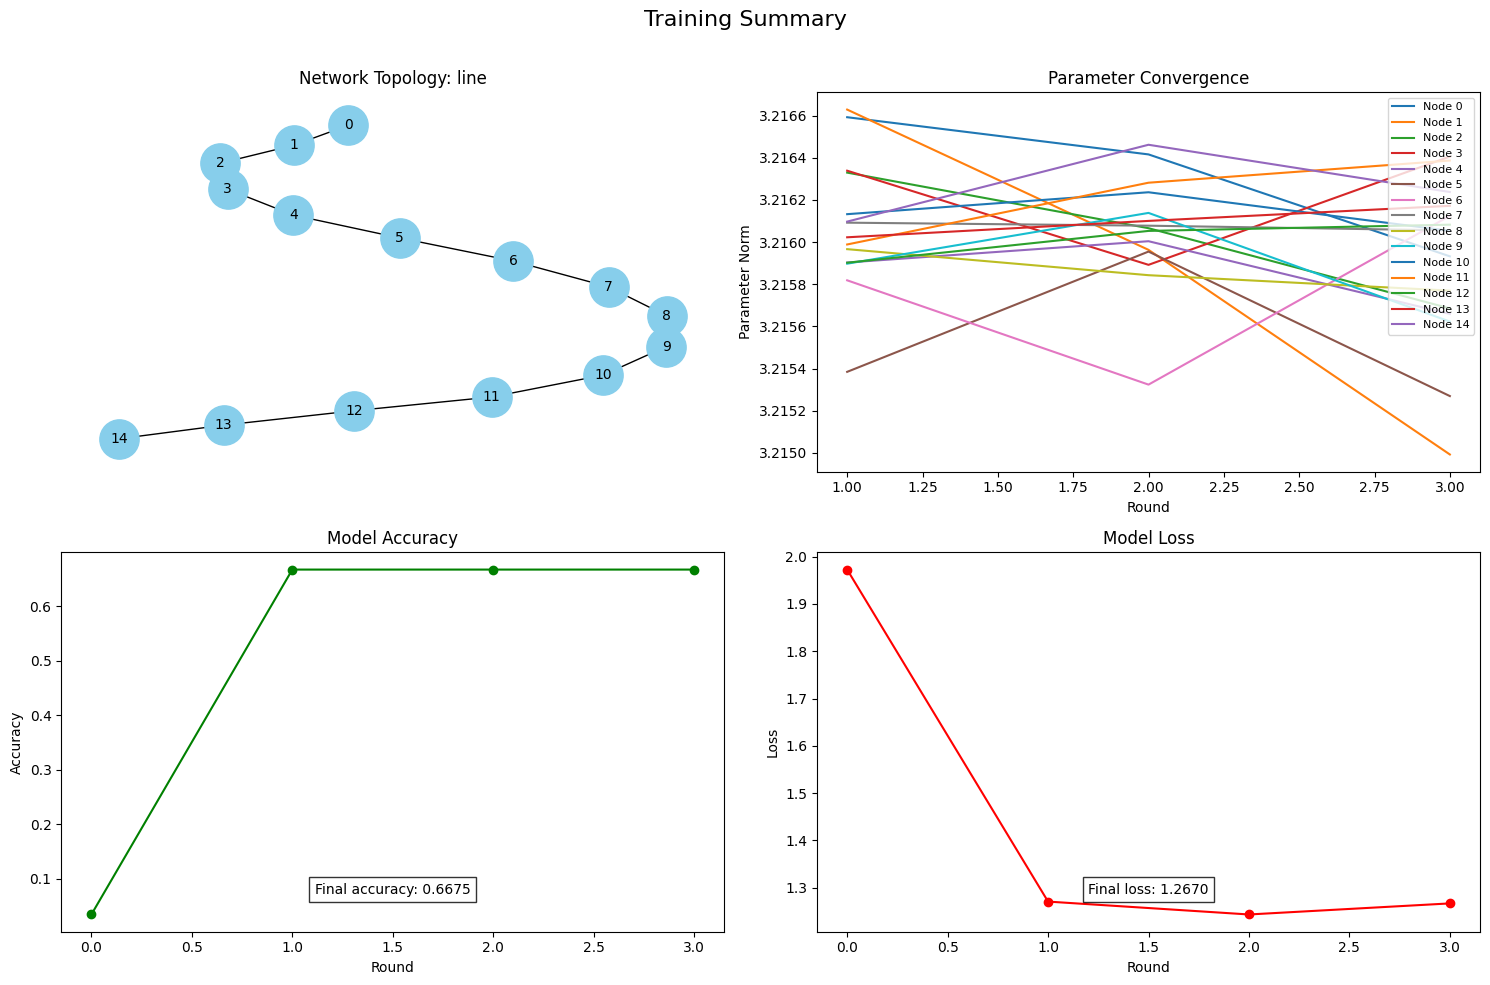 Training Summary
Network Topology: line
0
1
2
3
4
5
6
7
8
9
10
11
12
13
14
Parameter Convergence
Parameter Norm
3.2166
3.2164
3.2162
3.2160
3.2158
3.2156
3.2154
3.2152
3.2150
Node 0
Node 1
Node 2
Node 3
Node 4
Node 5
Node 6
Node 7
Node 8
Node 9
Node 10
Node 11
Node 12
Node 13
Node 14
1.00 1.25 1.50 1.75 2.00 2.25 2.50 2.75 3.00
Round
Model Accuracy
Accuracy
0.6
0.5
0.4
0.3
0.2
0.1
Final accuracy: 0.6675
0.0 0.5 1.0 1.5 2.0 2.5 3.0
Round
Model Loss
Loss
2.0
1.9
1.8
1.7
1.6
1.5
1.4
1.3
Final loss: 1.2670
0.0 0.5 1.0 1.5 2.0 2.5 3.0
Round